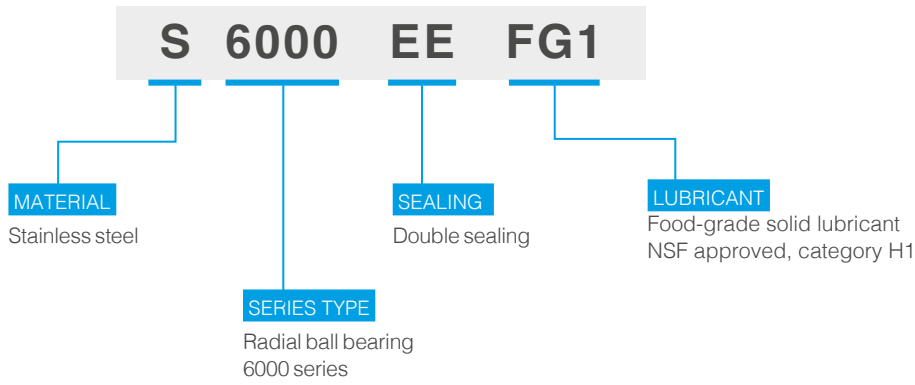 S 6000 EE FG1
MATERIAL
Stainless steel
SERIES TYPE
Radial ball bearing
6000 series
SEALING
Double sealing
LUBRICANT
Food-grade solid lubricant
NSF approved, category H1